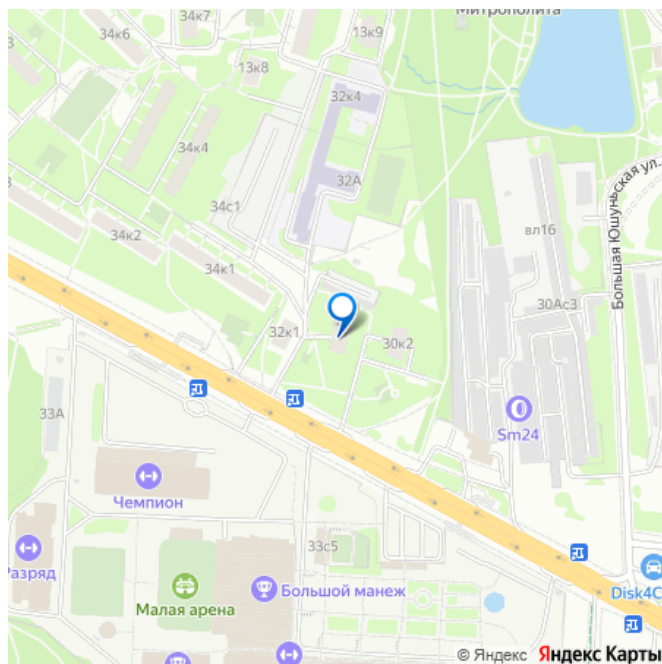 34к7
Митрополита
34к6
13к9
13к8
32к4
34к4
32А
34с1
Большая Юшуньская ул.
вл16
34к2
34к1
30Ас3
32к1
30к2
33А
Sm24
Чемпион
33с5
Разряд
Большой манеж
Малая арена
Disk4C
© Яндекс Яндекс Карты